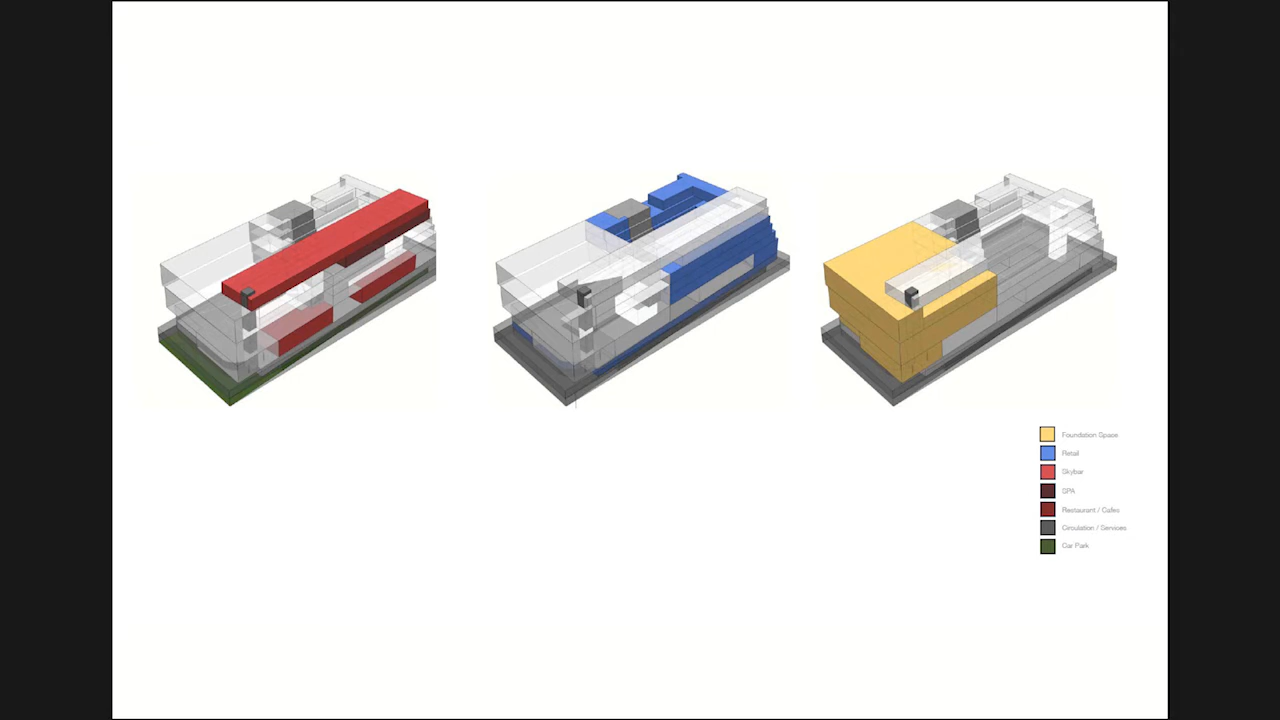 Foundation Space
Retail
Skybar
SPA
Restaurant / Cafes
Circulation / Services
Car Park